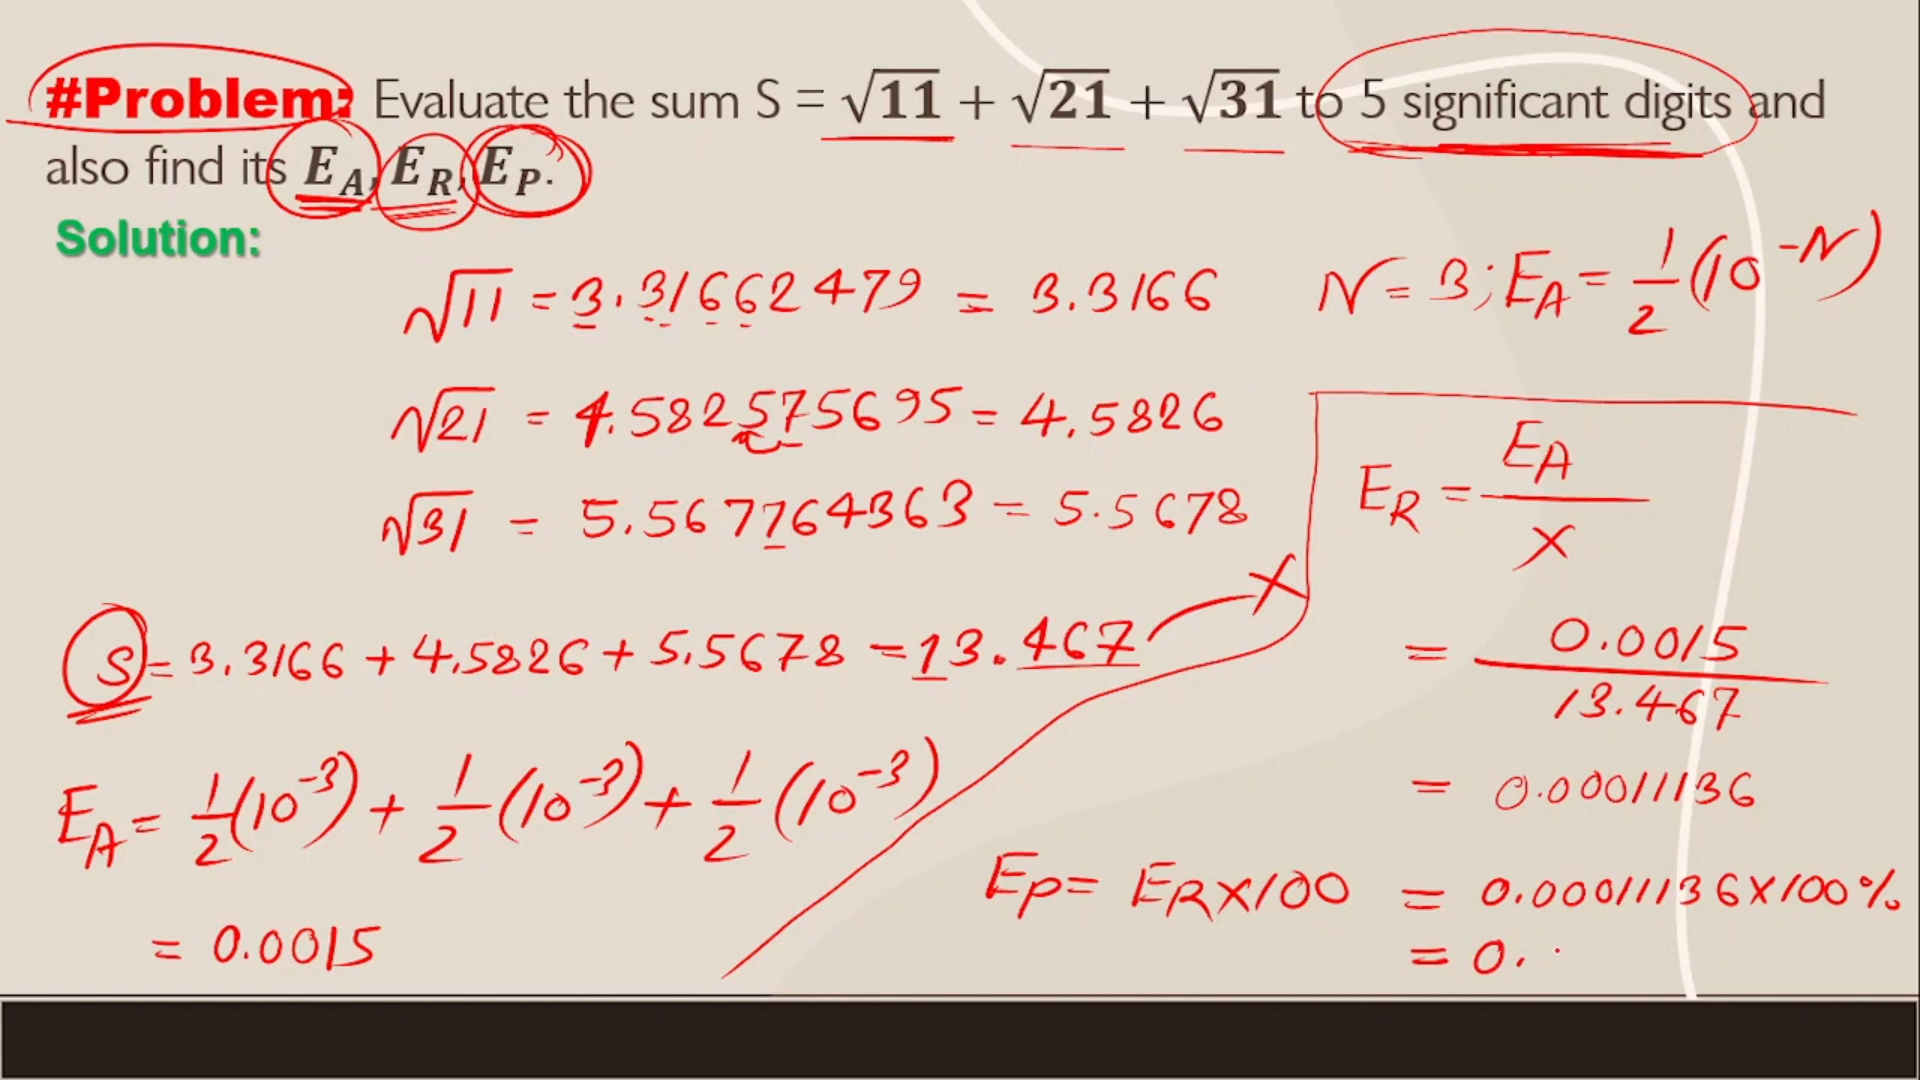 #Problem: Evaluate the sum S = √11 + √21 + √31 to 5 significant digits and
also find its E_A, E_R, E_P.
Solution:
√11 = 3.31662479 = 3.3166
N = 3; E_A = 1/2 (10^-N)
√21 = 4.582575695 = 4.5826
√31 = 5.567764363 = 5.5678
S = 3.3166 + 4.5826 + 5.5678 = 13.467 X
E_A = 1/2 (10^-3) + 1/2 (10^-3) + 1/2 (10^-3)
= 0.0015
E_R = E_A / X
= 0.0015 / 13.467
= 0.00011136
E_P = E_R X 100 = 0.00011136 X 100%
= 0.